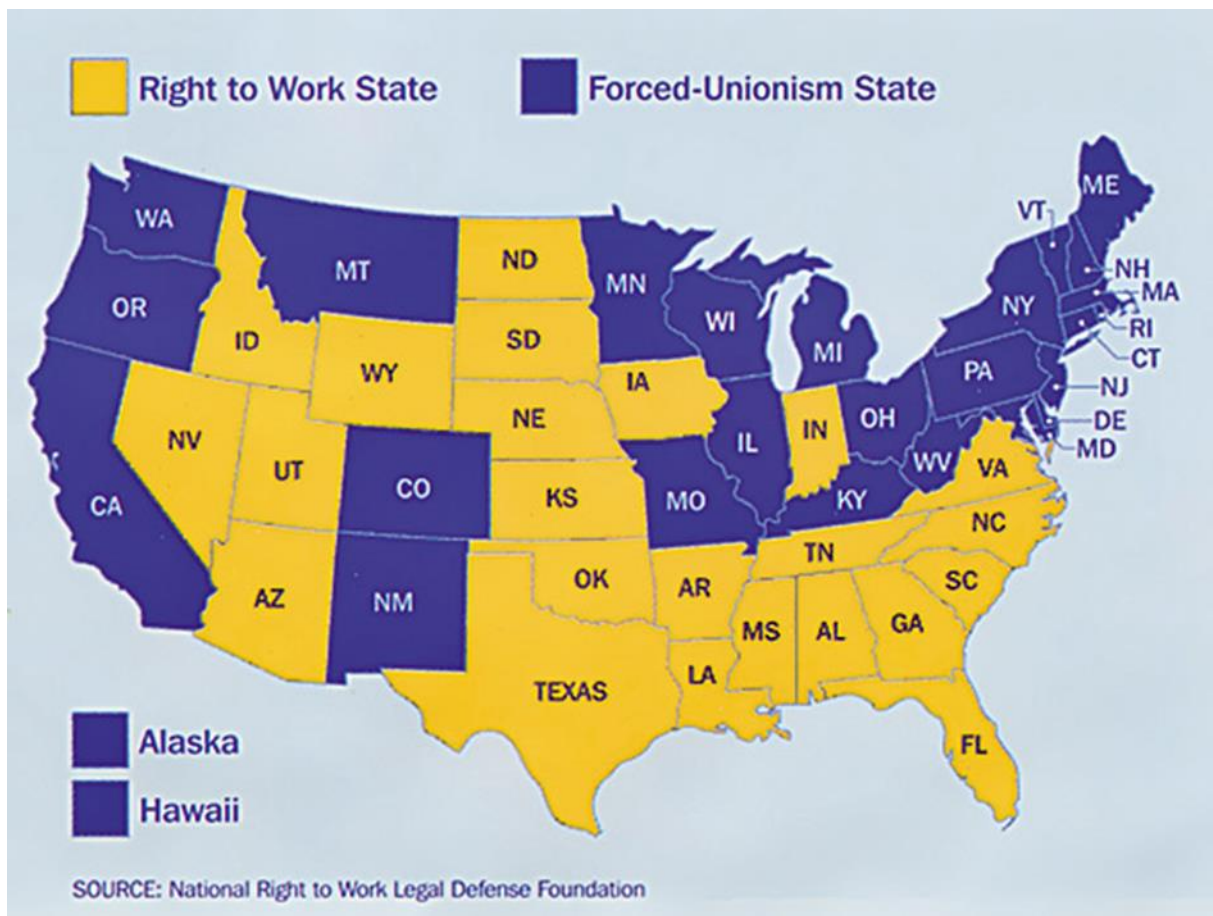 Right to Work State
Forced-Unionism State
ME
WA
VT
MT
ND
MN
NH
MA
OR
NY
WI
RI
ID
SD
MI
CT
WY
IA
PA
NJ
NE
OH
IN
DE
NV
IL
WV
MD
UT
CO
VA
KS
MO
KY
CA
NC
TN
OK
AZ
AR
SC
NM
MS
AL
GA
LA
TEXAS
FL
Alaska
Hawaii
SOURCE: National Right to Work Legal Defense Foundation